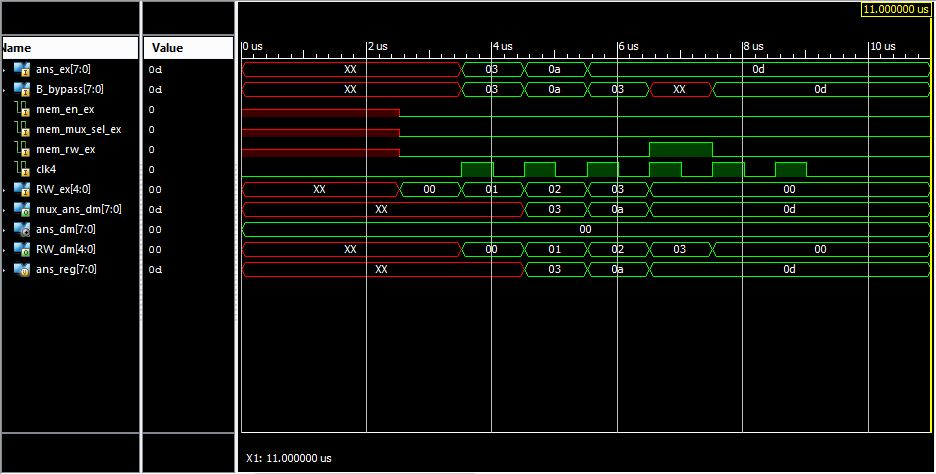 11.000000 us
Name Value 0 us 2 us 4 us 6 us 8 us 10 us
ans_ex[7:0] 0d XX 03 0a 0d
B_bypass[7:0] 0d XX 03 0a 03 XX 0d
mem_en_ex 0
mem_mux_sel_ex 0
mem_rw_ex 0
clk4 0
RW_ex[4:0] 00 XX 00 01 02 03 00
mux_ans_dm[7:0] 0d XX 03 0a 0d
ans_dm[7:0] 00 00
RW_dm[4:0] 00 XX 00 01 02 03 00
ans_reg[7:0] 0d XX 03 0a 0d
X1: 11.000000 us